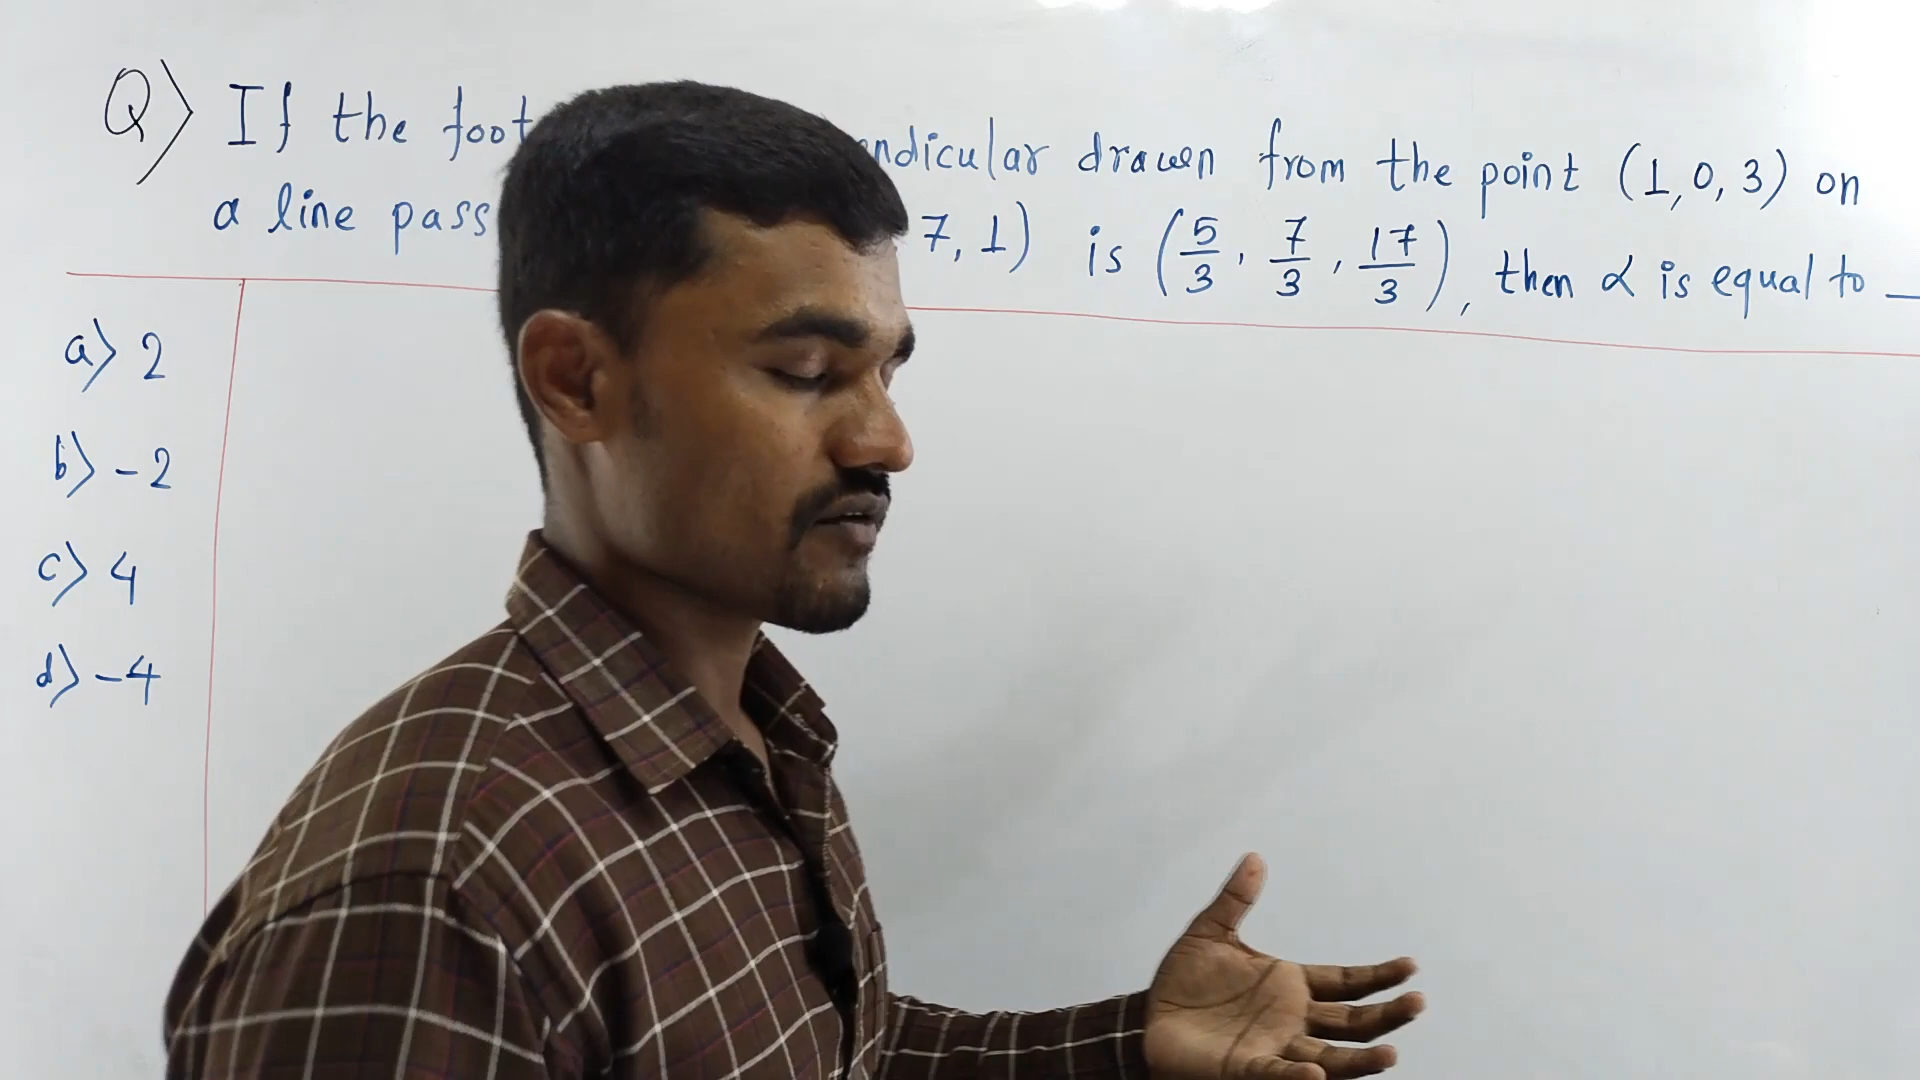 Q) If the foot ndicular drawn from the point (1, 0, 3) on
a line pass 7, 1) is (5/3, 7/3, 17/3), then α is equal to _
a) 2
b) -2
c) 4
d) -4